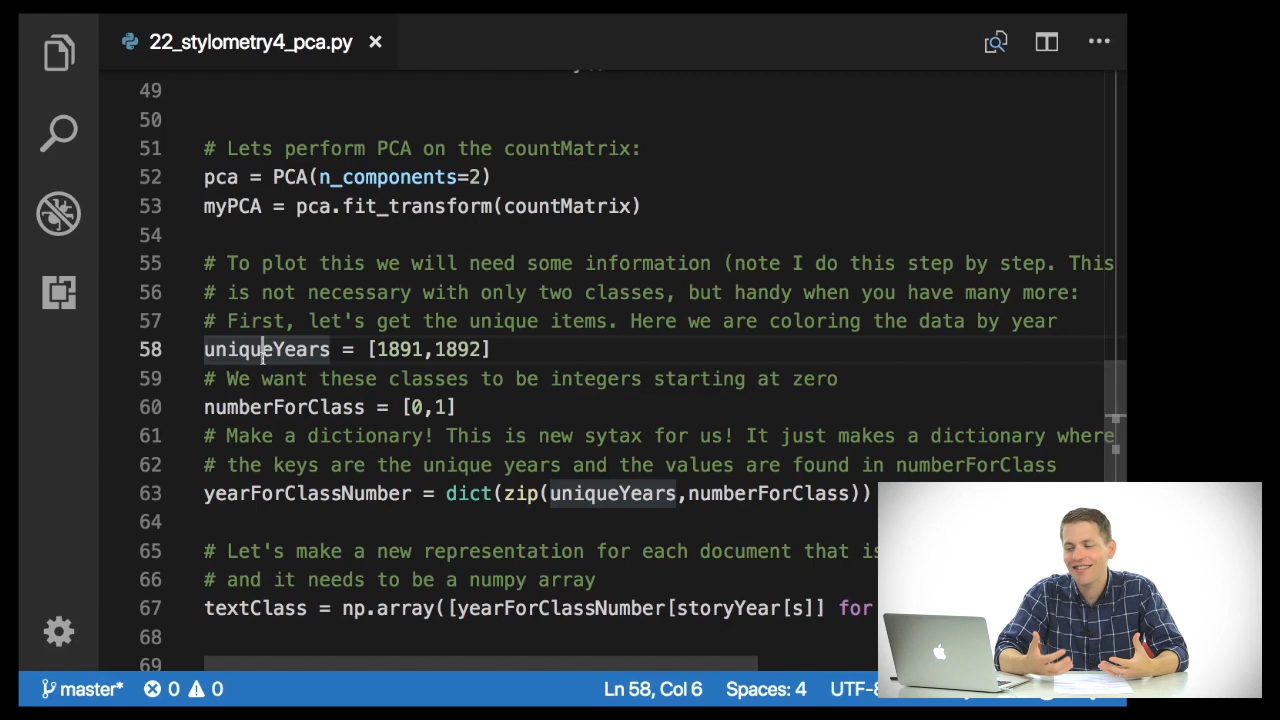 22_stylometry4_pca.py
49
50
51 # Lets perform PCA on the countMatrix:
52 pca = PCA(n_components=2)
53 myPCA = pca.fit_transform(countMatrix)
54
55 # To plot this we will need some information (note I do this step by step. This
56 # is not necessary with only two classes, but handy when you have many more:
57 # First, let's get the unique items. Here we are coloring the data by year
58 uniqueYears = [1891,1892]
59 # We want these classes to be integers starting at zero
60 numberForClass = [0,1]
61 # Make a dictionary! This is new sytax for us! It just makes a dictionary where
62 # the keys are the unique years and the values are found in numberForClass
63 yearForClassNumber = dict(zip(uniqueYears,numberForClass))
64
65 # Let's make a new representation for each document that is
66 # and it needs to be a numpy array
67 textClass = np.array([yearForClassNumber[storyYear[s]] for
68
69
master* 0 0 Ln 58, Col 6 Spaces: 4 UTF-8